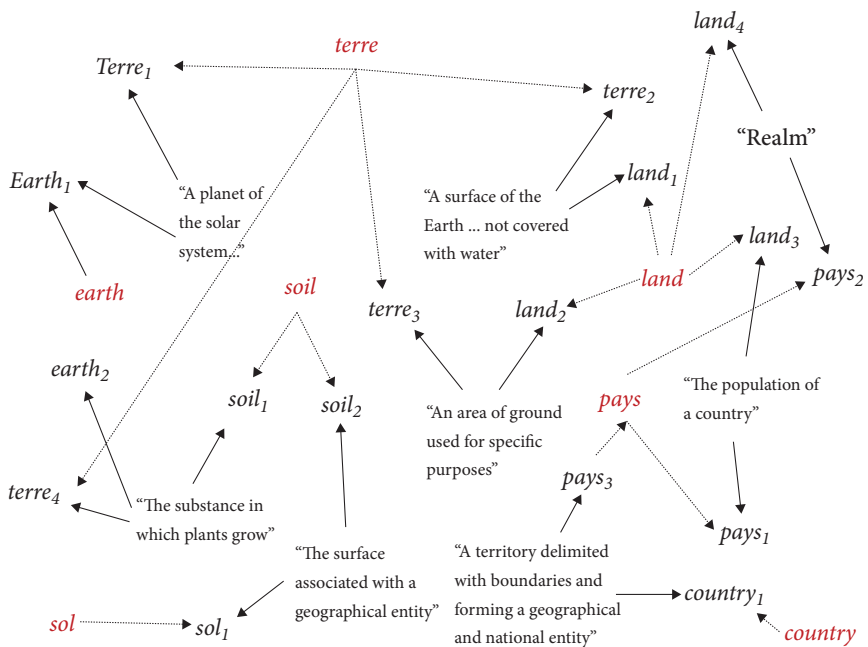 land4
terre
Terre1
terre2
“Realm”
Earth1
“A planet of
the solar
system...”
“A surface of the
Earth ... not covered
with water”
land1
land3
earth
soil
land
pays2
terre3
land2
earth2
soil1
soil2
“An area of ground
used for specific
purposes”
pays
“The population of
a country”
pays3
terre4
“The substance in
which plants grow”
pays1
“The surface
associated with a
geographical entity”
“A territory delimited
with boundaries and
forming a geographical
and national entity”
country1
sol
sol1
country